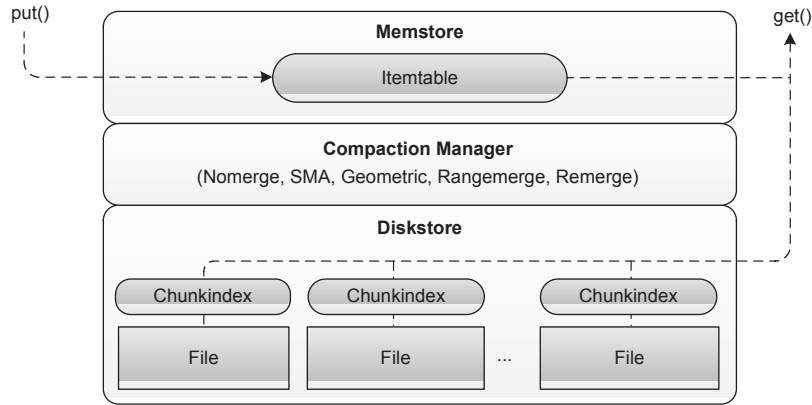 put()
get()
Memstore
Itemtable
Compaction Manager
(Nomerge, SMA, Geometric, Rangemerge, Remerge)
Diskstore
Chunkindex Chunkindex Chunkindex
File File ... File